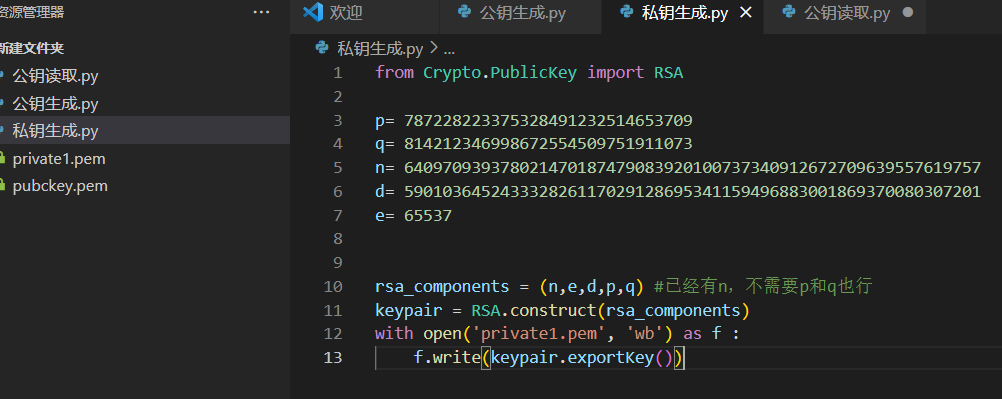 资源管理器 ···
欢迎 公钥生成.py 私钥生成.py 公钥读取.py
新建文件夹
公钥读取.py
公钥生成.py
私钥生成.py
private1.pem
pubckey.pem
私钥生成.py > ...
1 from Crypto.PublicKey import RSA
2
3 p= 787228223375328491232514653709
4 q= 814212346998672554509751911073
5 n= 640970939378021470187479083920100737340912672709639557619757
6 d= 590103645243332826117029128695341159496883001869370080307201
7 e= 65537
8
9
10 rsa_components = (n,e,d,p,q) #已经有n，不需要p和q也行
11 keypair = RSA.construct(rsa_components)
12 with open('private1.pem', 'wb') as f :
13 f.write(keypair.exportKey())